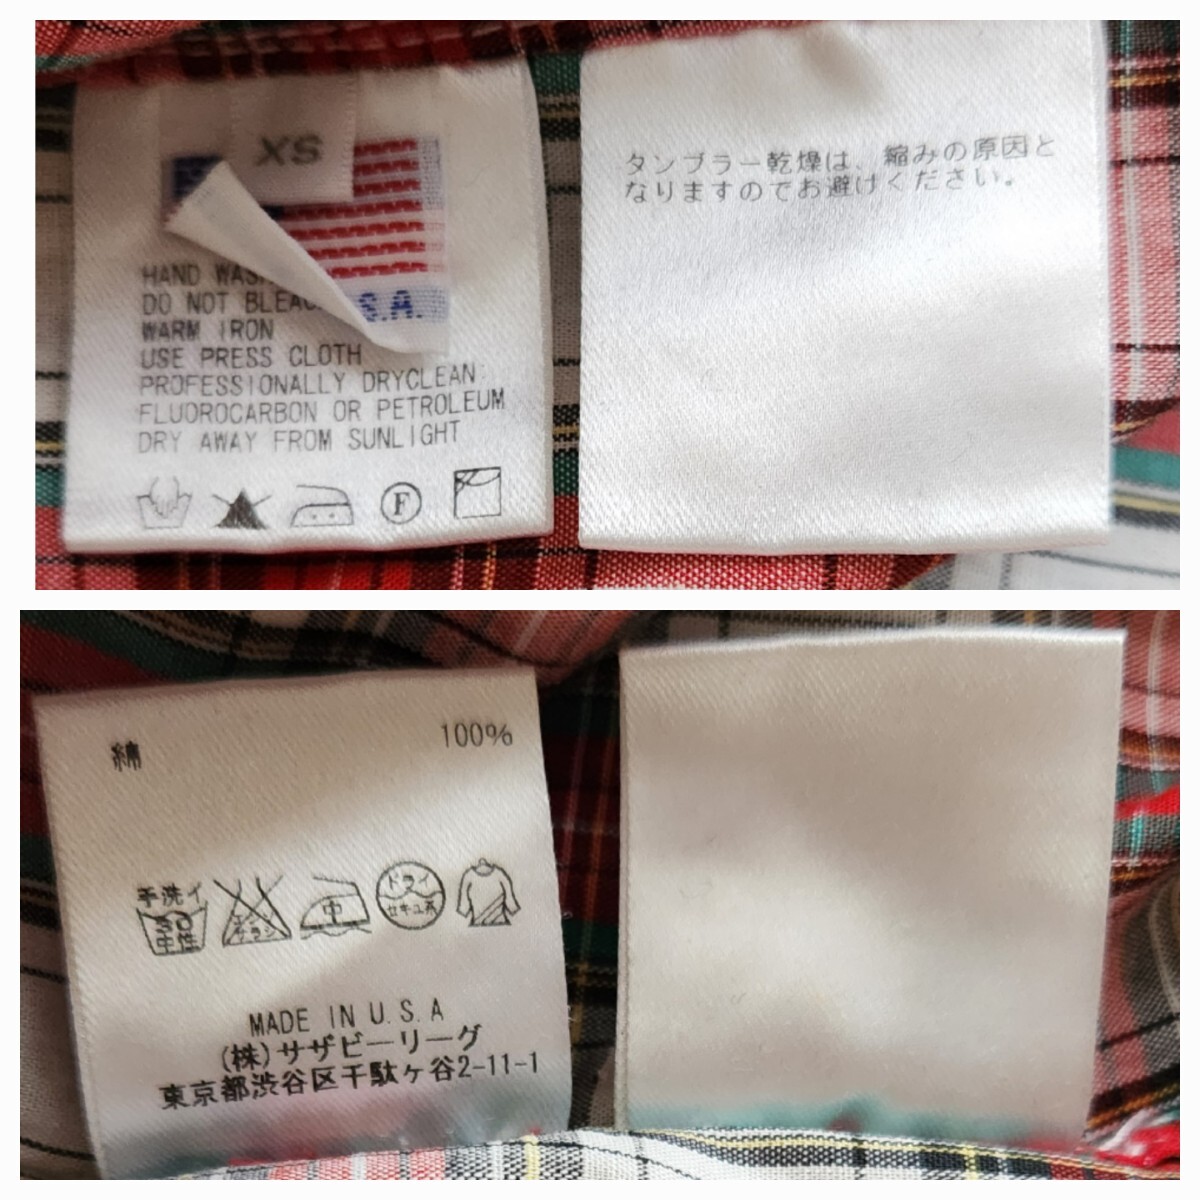 XS
S.A.
HAND WASH
DO NOT BLEAC
WARM IRON
USE PRESS CLOTH
PROFESSIONALLY DRYCLEAN:
FLUOROCARBON OR PETROLEUM
DRY AWAY FROM SUNLIGHT
F
タンブラー乾燥は、縮みの原因と
なりますのでお避けください。
綿 100%
手洗イ
30 中性
エンソ サラシ
中
ドライ
セキユ系
MADE IN U.S.A
(株)サザビーリーグ
東京都渋谷区千駄ヶ谷2-11-1